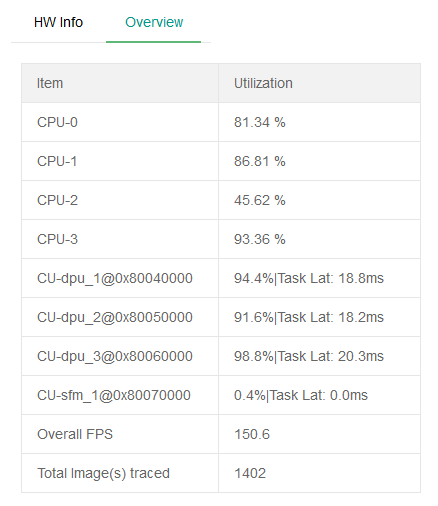 HW Info Overview
Item Utilization
CPU-0 81.34 %
CPU-1 86.81 %
CPU-2 45.62 %
CPU-3 93.36 %
CU-dpu_1@0x80040000 94.4%|Task Lat: 18.8ms
CU-dpu_2@0x80050000 91.6%|Task Lat: 18.2ms
CU-dpu_3@0x80060000 98.8%|Task Lat: 20.3ms
CU-sfm_1@0x80070000 0.4%|Task Lat: 0.0ms
Overall FPS 150.6
Total Image(s) traced 1402